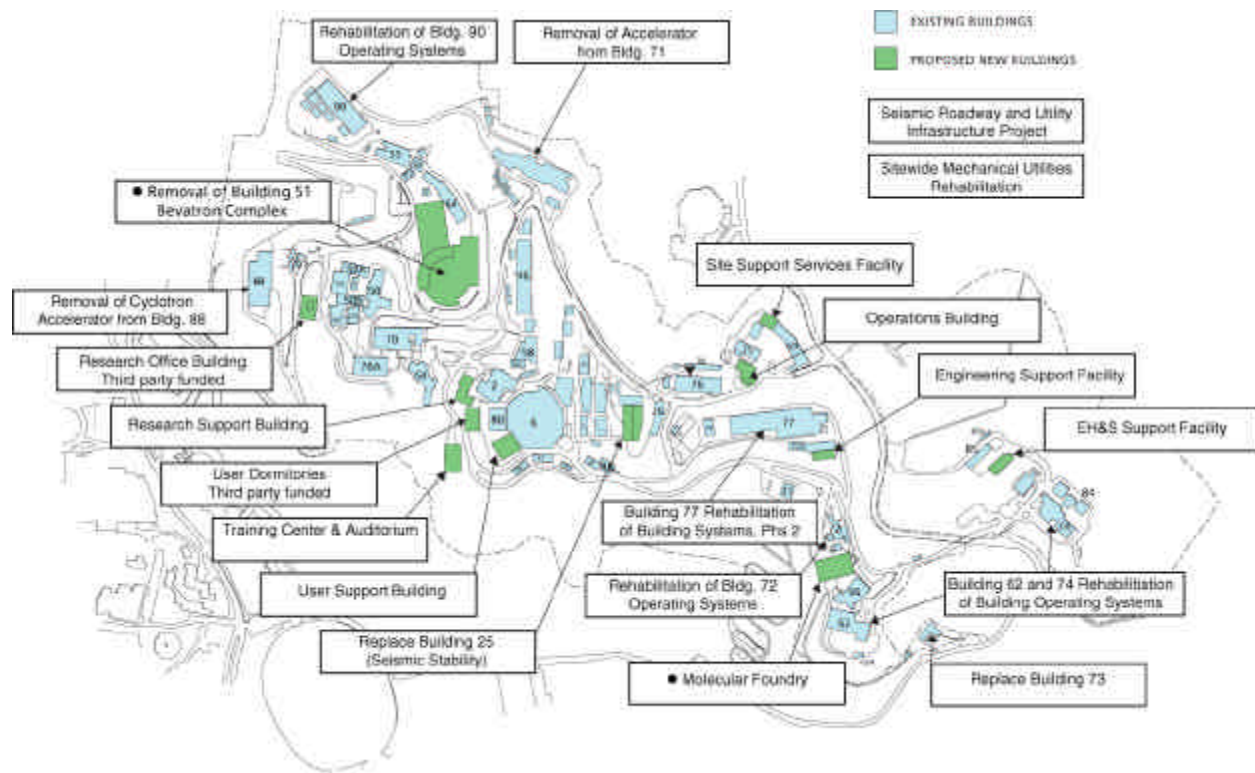 EXISTING BUILDINGS
PROPOSED NEW BUILDINGS
Rehabilitation of Bldg. 90
Operating Systems
Removal of Accelerator
from Bldg. 71
Seismic Roadway and Utility
Infrastructure Project
Sitewide Mechanical Utilities
Rehabilitation
● Removal of Building 51
Bevatron Complex
Site Support Services Facility
Removal of Cyclotron
Accelerator from Bldg. 88
Operations Building
Research Office Building
Third party funded
Engineering Support Facility
Research Support Building
EH&S Support Facility
User Dormitories
Third party funded
Training Center & Auditorium
Building 77 Rehabilitation
of Building Systems, Phs 2
User Support Building
Rehabilitation of Bldg. 72
Operating Systems
Building 62 and 74 Rehabilitation
of Building Operating Systems
Replace Building 25
(Seismic Stability)
● Molecular Foundry
Replace Building 73
90
88
70
70A
2
80
6
77
84